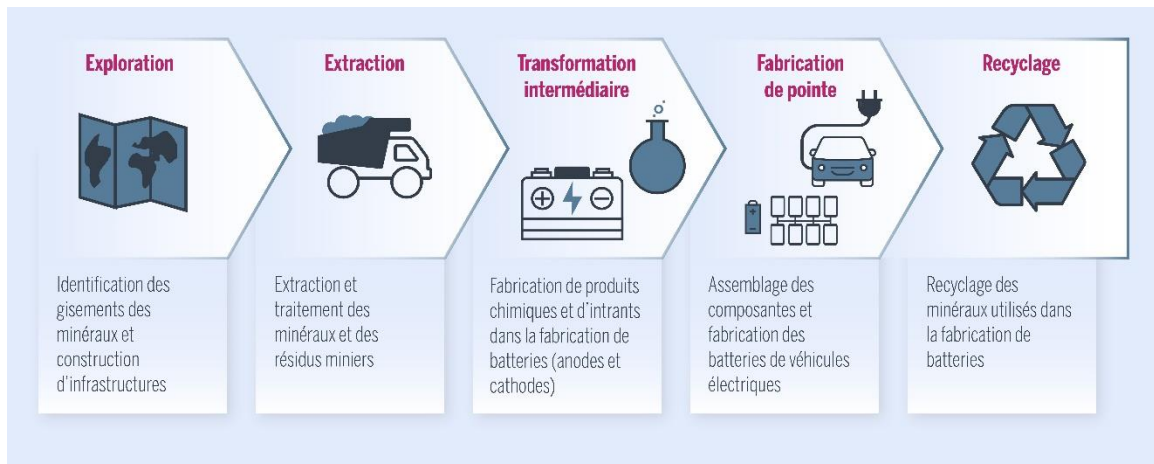 Exploration
Identification des
gisements des
minéraux et
construction
d'infrastructures
Extraction
Extraction et
traitement des
minéraux et des
résidus miniers
Transformation
intermédiaire
Fabrication de produits
chimiques et d'intrants
dans la fabrication de
batteries (anodes et
cathodes)
Fabrication
de pointe
Assemblage des
composantes et
fabrication des
batteries de véhicules
électriques
Recyclage
Recyclage des
minéraux utilisés dans
la fabrication de
batteries